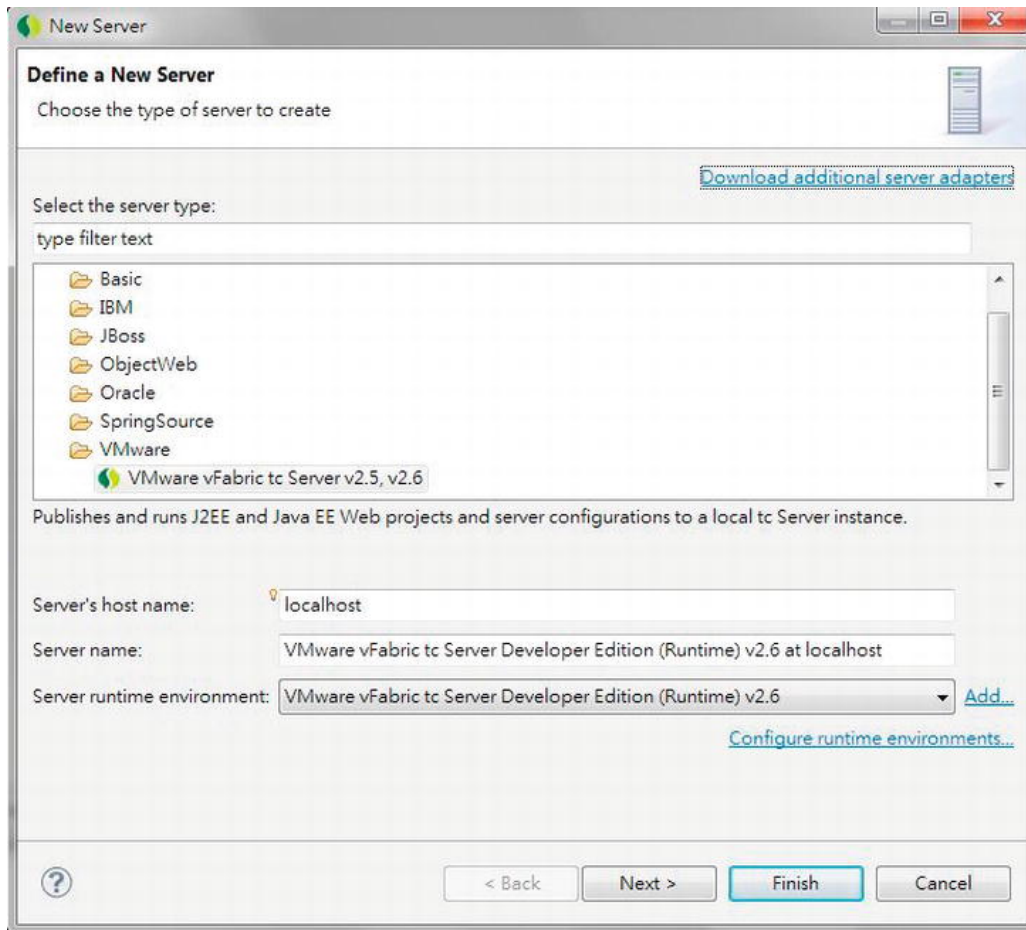 New Server
Define a New Server
Choose the type of server to create
Download additional server adapters
Select the server type:
type filter text
Basic
IBM
JBoss
ObjectWeb
Oracle
SpringSource
VMware
VMware vFabric tc Server v2.5, v2.6
Publishes and runs J2EE and Java EE Web projects and server configurations to a local tc Server instance.
Server's host name: localhost
Server name: VMware vFabric tc Server Developer Edition (Runtime) v2.6 at localhost
Server runtime environment: VMware vFabric tc Server Developer Edition (Runtime) v2.6 Add...
Configure runtime environments...
? < Back Next > Finish Cancel